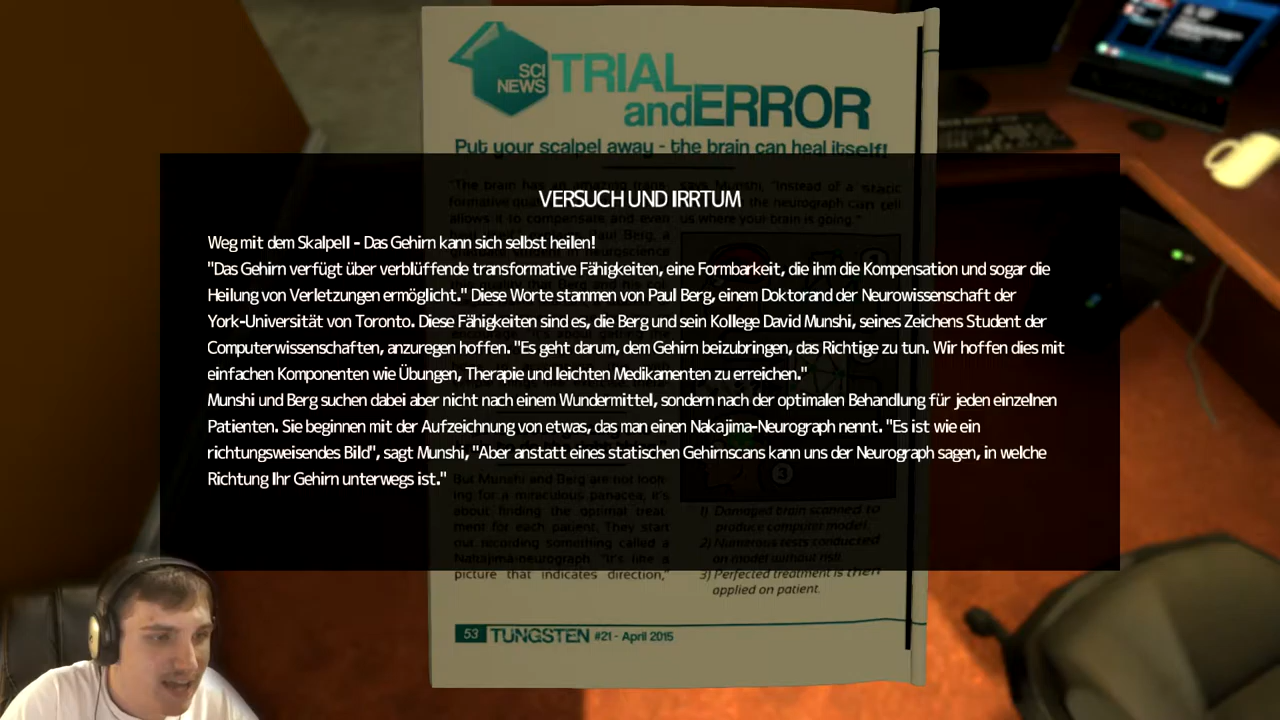 SCI
NEWS
TRIAL
and ERROR
Put your scalpel away - the brain can heal itself!
VERSUCH UND IRRTUM
Weg mit dem Skalpell - Das Gehirn kann sich selbst heilen!
"Das Gehirn verfügt über verblüffende transformative Fähigkeiten, eine Formbarkeit, die ihm die Kompensation und sogar die
Heilung von Verletzungen ermöglicht." Diese Worte stammen von Paul Berg, einem Doktorand der Neurowissenschaft der
York-Universität von Toronto. Diese Fähigkeiten sind es, die Berg und sein Kollege David Munshi, seines Zeichens Student der
Computerwissenschaften, anzuregen hoffen. "Es geht darum, dem Gehirn beizubringen, das Richtige zu tun. Wir hoffen dies mit
einfachen Komponenten wie Übungen, Therapie und leichten Medikamenten zu erreichen."
Munshi und Berg suchen dabei aber nicht nach einem Wundermittel, sondern nach der optimalen Behandlung für jeden einzelnen
Patienten. Sie beginnen mit der Aufzeichnung von etwas, das man einen Nakajima-Neurograph nennt. "Es ist wie ein
richtungsweisendes Bild", sagt Munshi, "Aber anstatt eines statischen Gehirnscans kann uns der Neurograph sagen, in welche
Richtung Ihr Gehirn unterwegs ist."
But Munshi and Berg are not look-
ing for a miraculous panacea, it's
about finding the optimal treat-
ment for each patient. They start
out recording something called a
Nakajima-neurograph. "It's like a
picture that indicates direction,"
3
1) Damaged brain scanned to
produce computer model.
2) Numerous tests conducted
on model without risk.
3) Perfected treatment is then
applied on patient.
53 TUNGSTEN #21 - April 2015